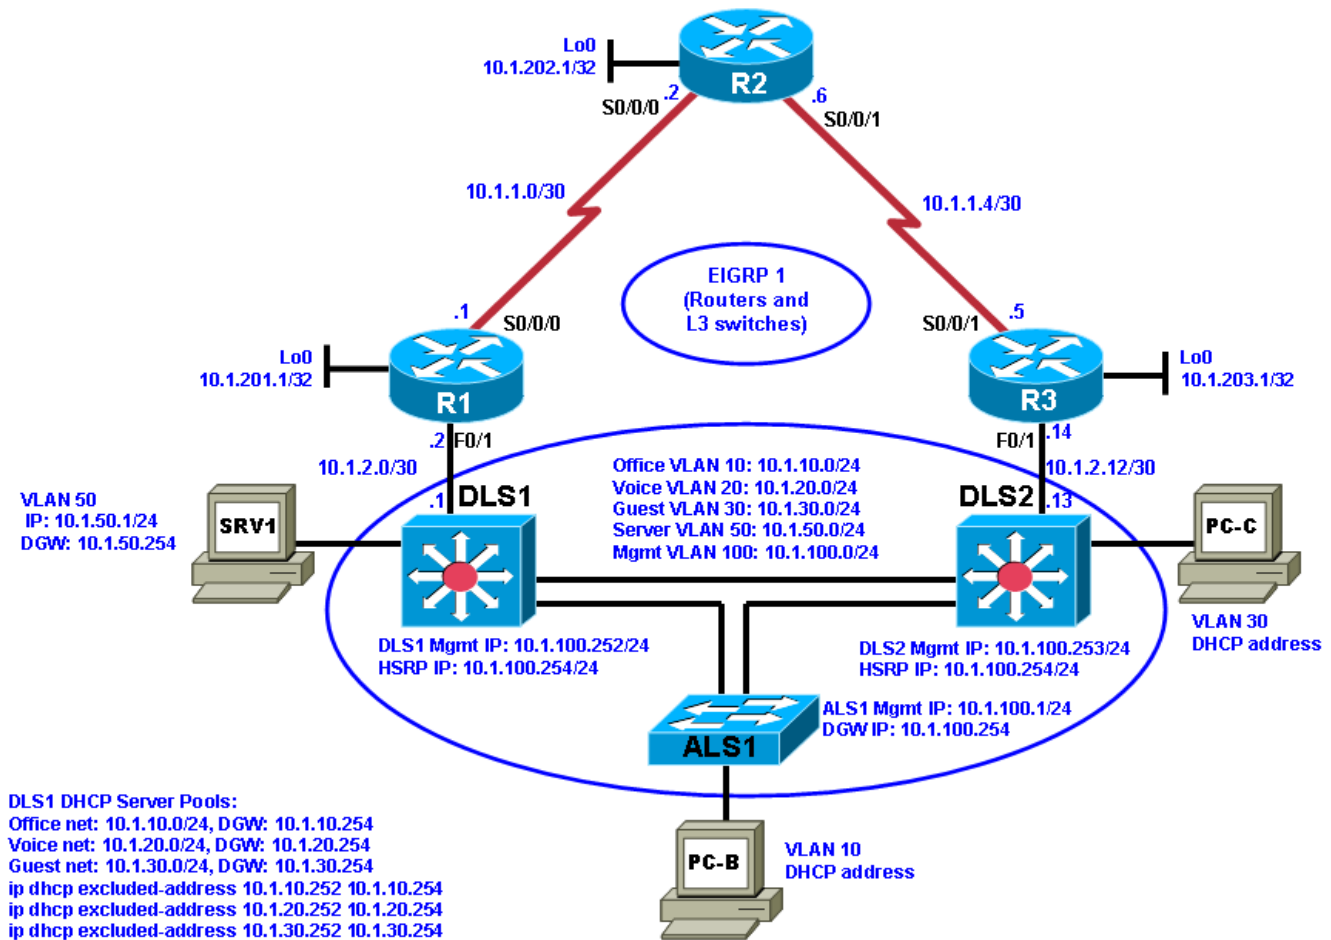 Lo0
10.1.202.1/32
R2
.2
S0/0/0
.6
S0/0/1
10.1.1.0/30
10.1.1.4/30
EIGRP 1
(Routers and
L3 switches)
.1
S0/0/0
.5
S0/0/1
Lo0
10.1.201.1/32
R1
R3
Lo0
10.1.203.1/32
.2
F0/1
F0/1
.14
10.1.2.0/30
10.1.2.12/30
.1
DLS1
DLS2
.13
Office VLAN 10: 10.1.10.0/24
Voice VLAN 20: 10.1.20.0/24
Guest VLAN 30: 10.1.30.0/24
Server VLAN 50: 10.1.50.0/24
Mgmt VLAN 100: 10.1.100.0/24
VLAN 50
IP: 10.1.50.1/24
DGW: 10.1.50.254
SRV1
PC-C
VLAN 30
DHCP address
DLS1 Mgmt IP: 10.1.100.252/24
HSRP IP: 10.1.100.254/24
DLS2 Mgmt IP: 10.1.100.253/24
HSRP IP: 10.1.100.254/24
ALS1 Mgmt IP: 10.1.100.1/24
DGW IP: 10.1.100.254
ALS1
PC-B
VLAN 10
DHCP address
DLS1 DHCP Server Pools:
Office net: 10.1.10.0/24, DGW: 10.1.10.254
Voice net: 10.1.20.0/24, DGW: 10.1.20.254
Guest net: 10.1.30.0/24, DGW: 10.1.30.254
ip dhcp excluded-address 10.1.10.252 10.1.10.254
ip dhcp excluded-address 10.1.20.252 10.1.20.254
ip dhcp excluded-address 10.1.30.252 10.1.30.254